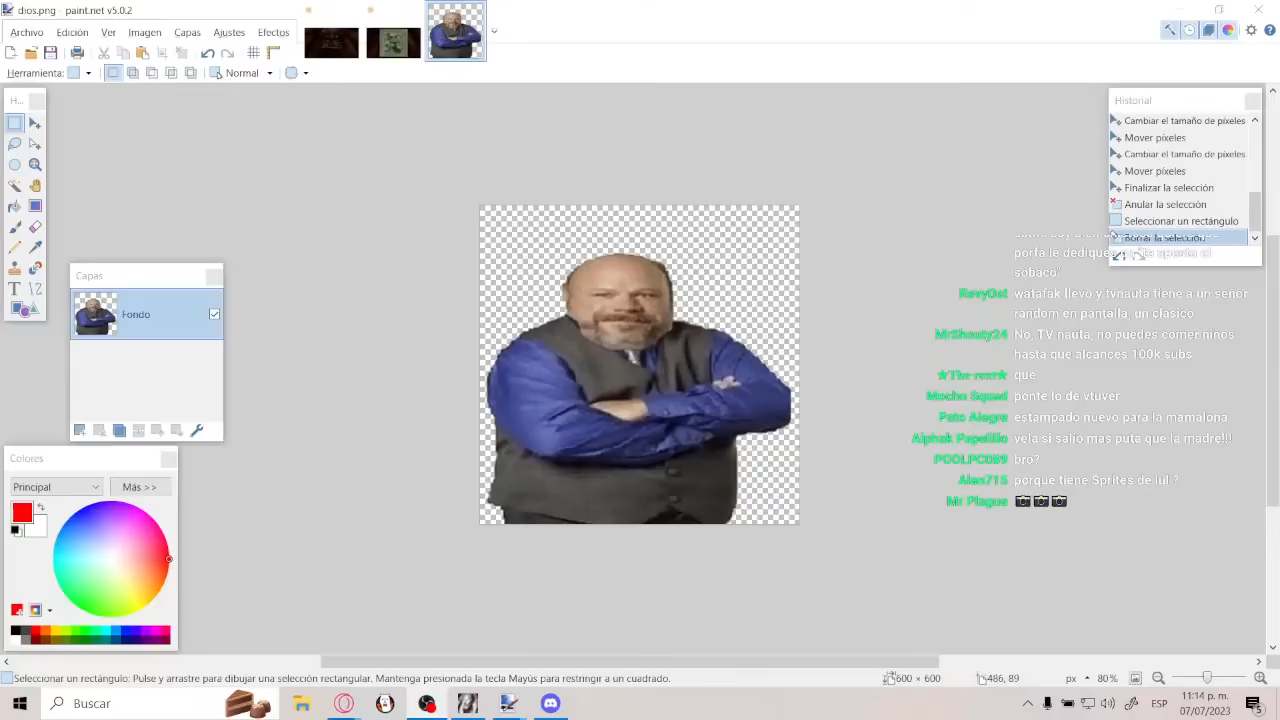 dios.png - paint.net v5.0.2
Archivo Edición Ver Imagen Capas Ajustes Efectos
Herramienta: Normal
H...
Historial
Cambiar el tamaño de píxeles
Mover píxeles
Cambiar el tamaño de píxeles
Mover píxeles
Finalizar la selección
Anular la selección
Seleccionar un rectángulo
Borrar la selección
porfa le dediques
sobaco'
watafak llevo y tvnauta tiene a un señor
random en pantalla, un clasico
MrShouty24 No, TV nauta, no puedes comer niños
hasta que alcances 100k subs
que
Mocho Squad ponte lo de vtuver
Pato Alegre estampado nuevo para la mamalona
vela si salio mas puta que la madre!!!
bro?
Alan715 porque tiene Sprites de lul ?
Mr Plague 📷📷📷
Capas
Fondo
Colores
Principal Más >>
Seleccionar un rectángulo: Pulse y arrastre para dibujar una selección rectangular. Mantenga presionada la tecla Mayús para restringir a un cuadrado.
600 × 600 486, 89 px 80%
Buscar
ESP
11:14 p. m.
07/07/2023
5